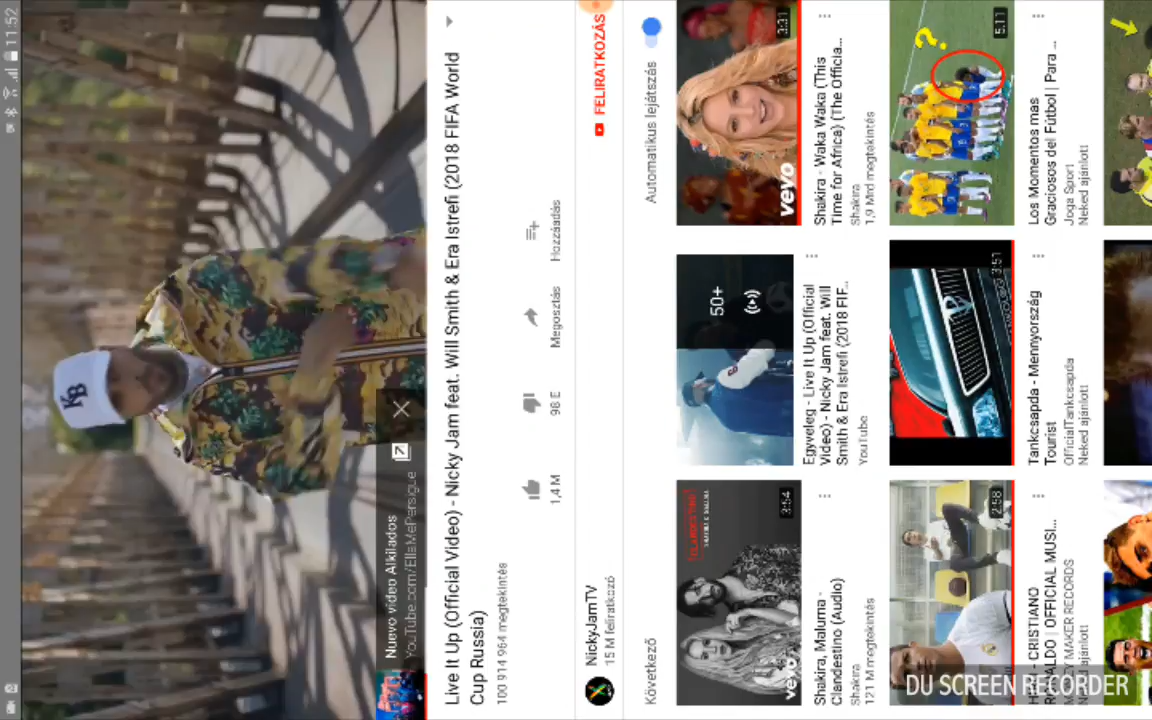 11:52
KB
Nuevo video Alkilados
YouTube.com/EllaMePersigue
Live It Up (Official Video) - Nicky Jam feat. Will Smith & Era Istrefi (2018 FIFA World
Cup Russia)
100 914 964 megtekintés
1,4 M
98 E
Megosztás
Hozzáadás
NickyJamTV
15 M feliratkozó
FELIRATKOZÁS
Következő
Automatikus lejátszás
CLANDESTINO
vevo
3:54
Shakira, Maluma -
Clandestino (Audio)
Shakira
121 M megtekintés
50+
Egyveleg - Live It Up (Official
Video) - Nicky Jam feat. Will
Smith & Era Istrefi (2018 FIF...
YouTube
vevo
3:31
Shakira - Waka Waka (This
Time for Africa) (The Officia...
Shakira
1,9 Mrd megtekintés
2:58
CRISTIANO
RONALDO | OFFICIAL MUSI...
MAKER RECORDS
3:51
Tankcsapda - Mennyország
Tourist
OfficialTankcsapda
Neked ajánlott
?
5:11
Los Momentos mas
Graciosos del Fútbol | Para ...
Joga Sport
Neked ajánlott
DU SCREEN RECORDER